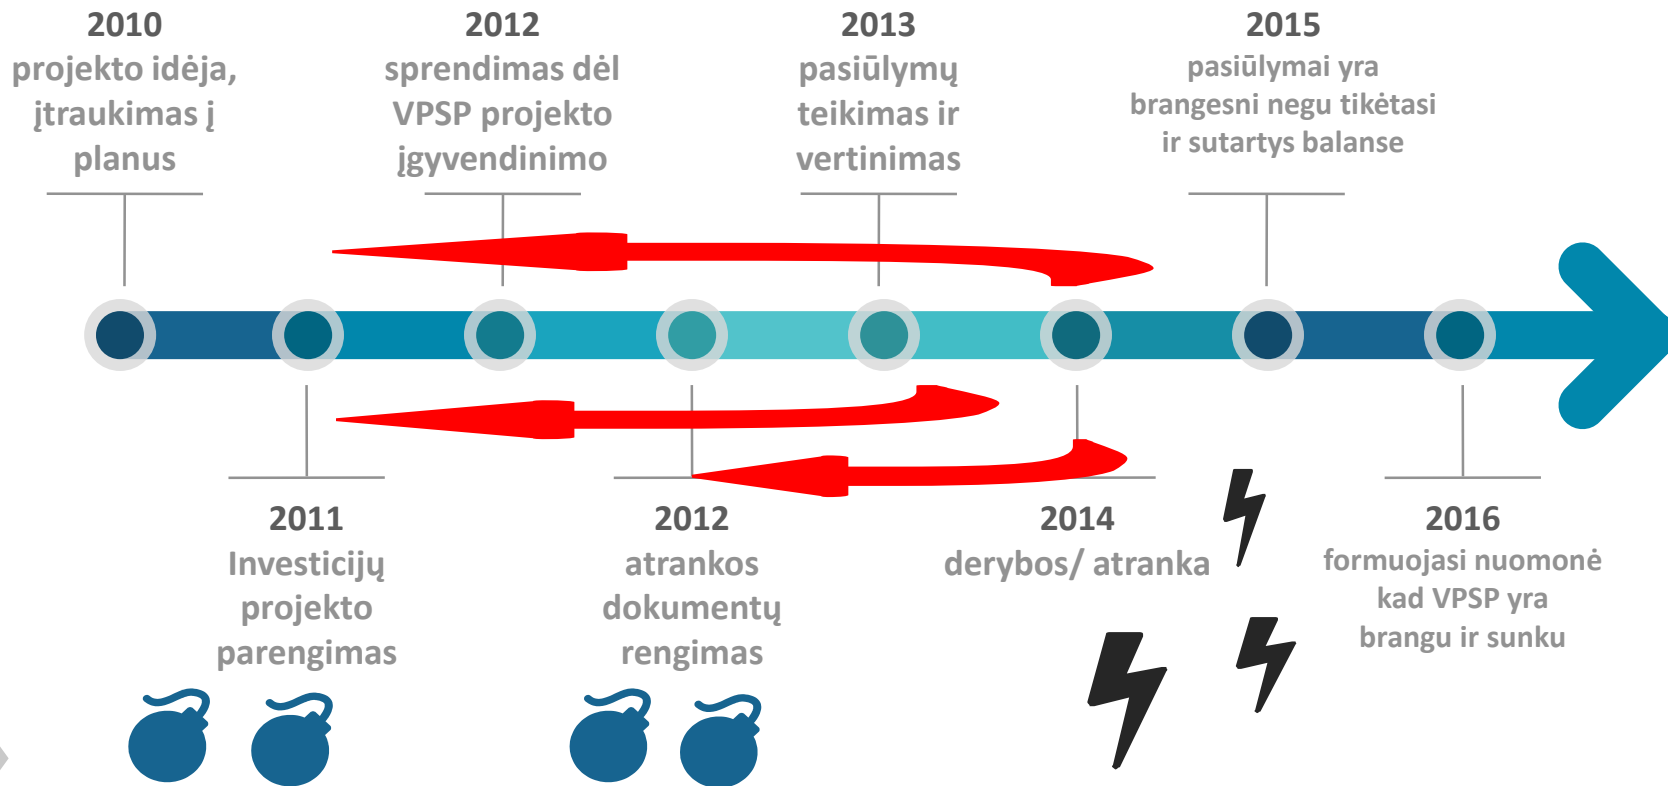 2010
projekto idėja,
įtraukimas į
planus
2012
sprendimas dėl
VPSP projekto
įgyvendinimo
2013
pasiūlymų
teikimas ir
vertinimas
2015
pasiūlymai yra
brangesni negu tikėtasi
ir sutartys balanse
2011
Investicijų
projekto
parengimas
2012
atrankos
dokumentų
rengimas
2014
derybos/ atranka
2016
formuojasi nuomonė
kad VPSP yra
brangu ir sunku